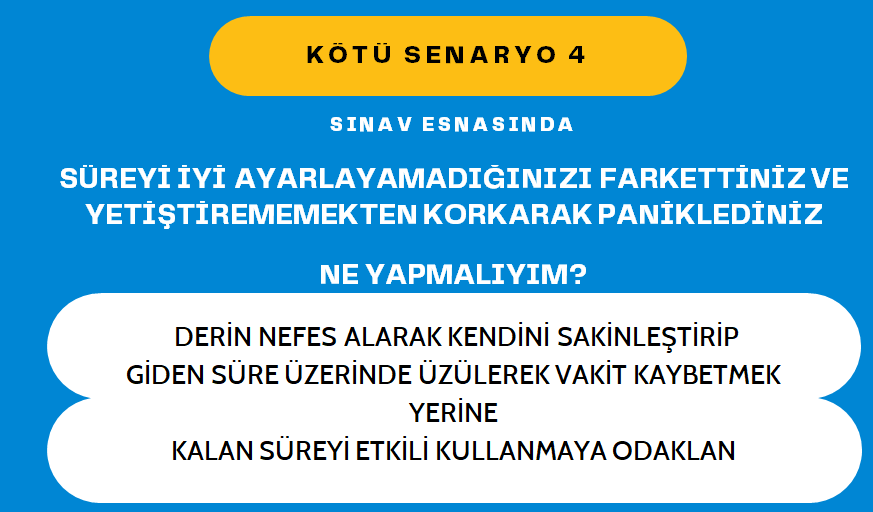 KÖTÜ SENARYO 4
SINAV ESNASINDA
SÜREYİ İYİ AYARLAYAMADIĞINIZI FARKETTİNİZ VE
YETİŞTİREMEMEKTEN KORKARAK PANİKLEDİNİZ
NE YAPMALIYIM?
DERİN NEFES ALARAK KENDİNİ SAKİNLEŞTİRİP
GİDEN SÜRE ÜZERİNDE ÜZÜLEREK VAKİT KAYBETMEK
YERİNE
KALAN SÜREYİ ETKİLİ KULLANMAYA ODAKLAN